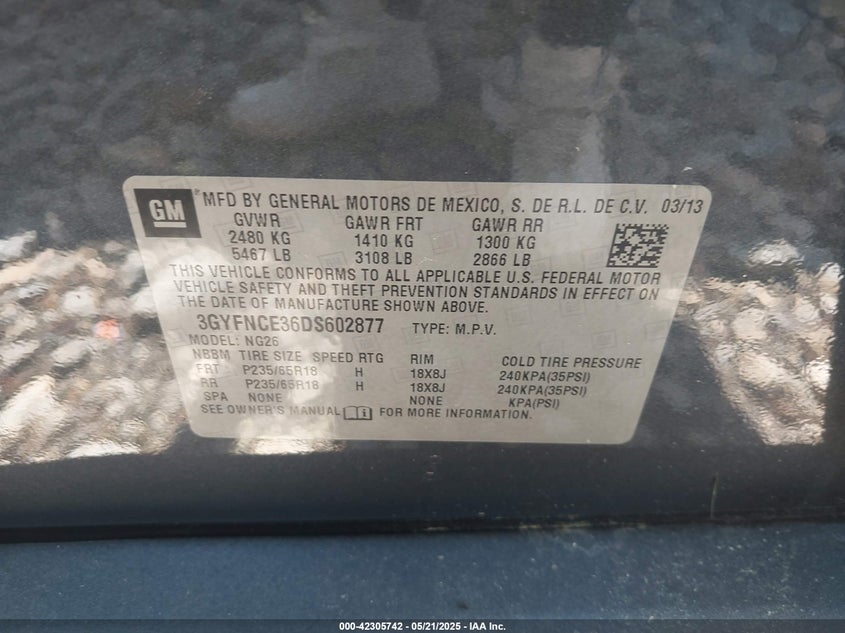 GM
MFD BY GENERAL MOTORS DE MEXICO, S. DE R.L. DE C.V. 03/13
GVWR GAWR FRT GAWR RR
2480 KG 1410 KG 1300 KG
5467 LB 3108 LB 2866 LB
THIS VEHICLE CONFORMS TO ALL APPLICABLE U.S. FEDERAL MOTOR
VEHICLE SAFETY AND THEFT PREVENTION STANDARDS IN EFFECT ON
THE DATE OF MANUFACTURE SHOWN ABOVE.
3GYFNCE36DS602877 TYPE: M.P.V.
MODEL: NG26
NBBM TIRE SIZE SPEED RTG RIM COLD TIRE PRESSURE
FRT P235/65R18 H 18X8J 240KPA(35PSI)
RR P235/65R18 H 18X8J 240KPA(35PSI)
SPA NONE NONE KPA(PSI)
SEE OWNER'S MANUAL FOR MORE INFORMATION.
000-42305742 / 05/21/2025 - IAA Inc.